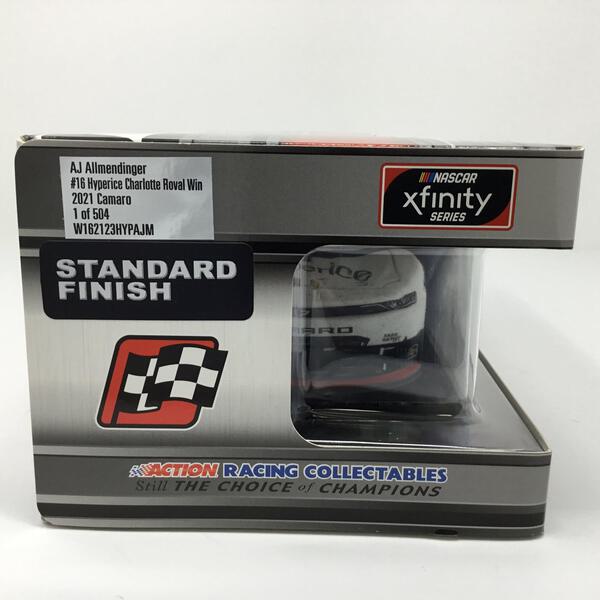 AJ Allmendinger
#16 Hyperice Charlotte Roval Win
2021 Camaro
1 of 504
W162123HYPAJM
NASCAR
xfinity
SERIES
STANDARD
FINISH
ACTION RACING COLLECTABLES
Still THE CHOICE of CHAMPIONS